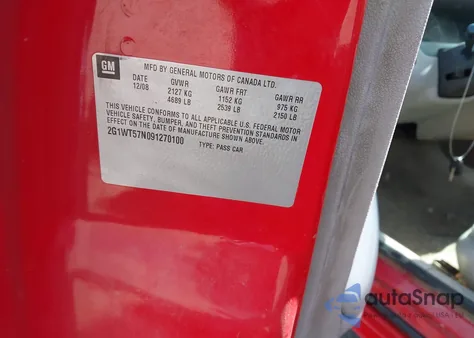 GM
MFD BY GENERAL MOTORS OF CANADA LTD.
DATE GVWR GAWR FRT GAWR RR
12/08 2127 KG 1152 KG 975 KG
4689 LB 2539 LB 2150 LB
THIS VEHICLE CONFORMS TO ALL APPLICABLE U.S. FEDERAL MOTOR
VEHICLE SAFETY, BUMPER, AND THEFT PREVENTION STANDARDS IN
EFFECT ON THE DATE OF MANUFACTURE SHOWN ABOVE.
2G1WT57N091270100 TYPE: PASS CAR
autoSnap